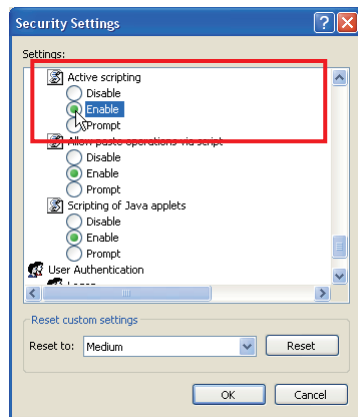 Security Settings
Settings:
Active scripting
Disable
Enable
Prompt
Allow paste operations via script
Disable
Enable
Prompt
Scripting of Java applets
Disable
Enable
Prompt
User Authentication
Logon
Reset custom settings
Reset to: Medium Reset
OK Cancel